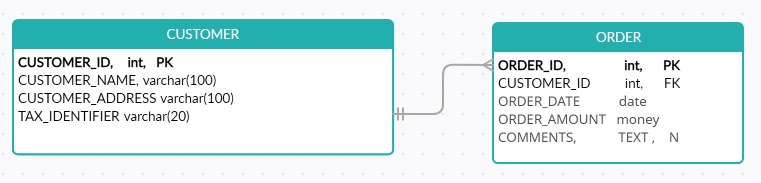 CUSTOMER
CUSTOMER_ID, int, PK
CUSTOMER_NAME, varchar(100)
CUSTOMER_ADDRESS varchar(100)
TAX_IDENTIFIER varchar(20)
ORDER
ORDER_ID, int, PK
CUSTOMER_ID int, FK
ORDER_DATE date
ORDER_AMOUNT money
COMMENTS, TEXT , N